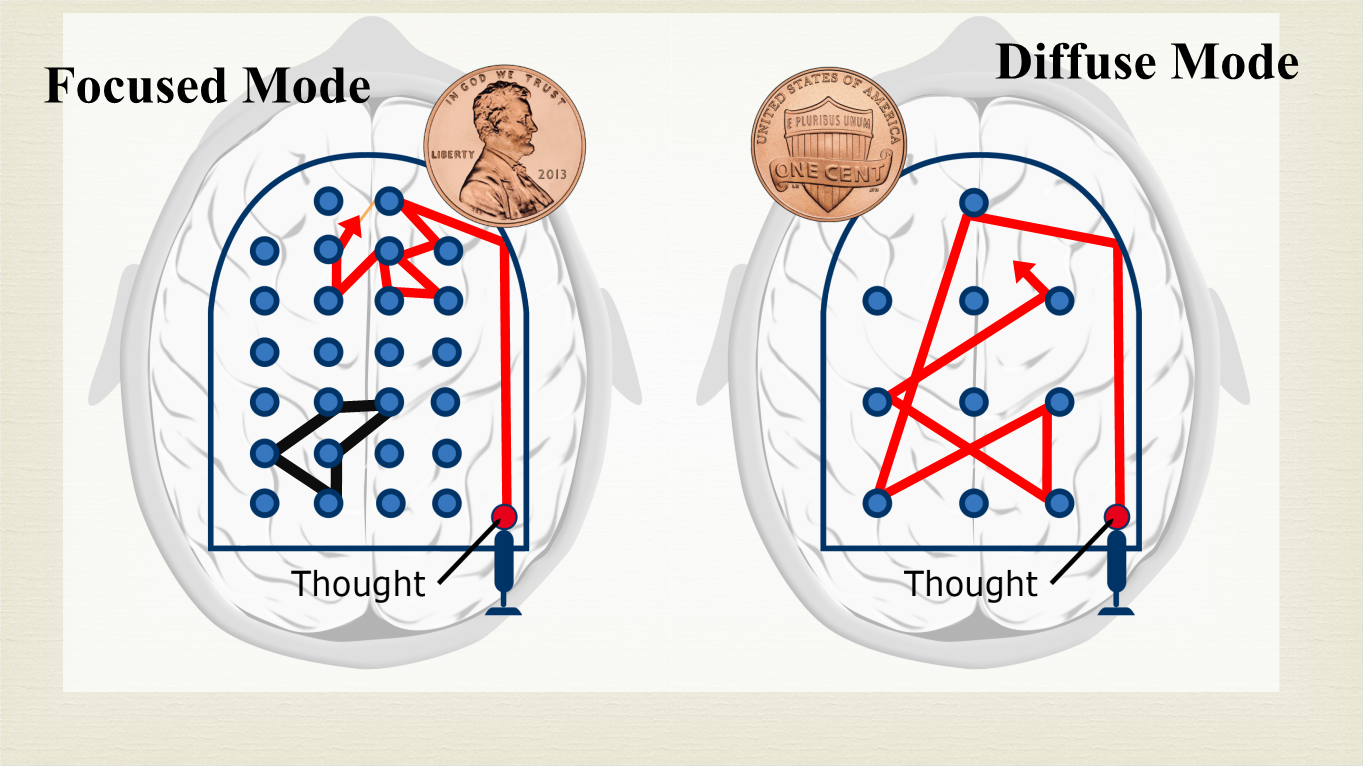 Focused Mode
IN GOD WE TRUST
LIBERTY
2013
Thought
Diffuse Mode
UNITED STATES OF AMERICA
E PLURIBUS UNUM
ONE CENT
Thought